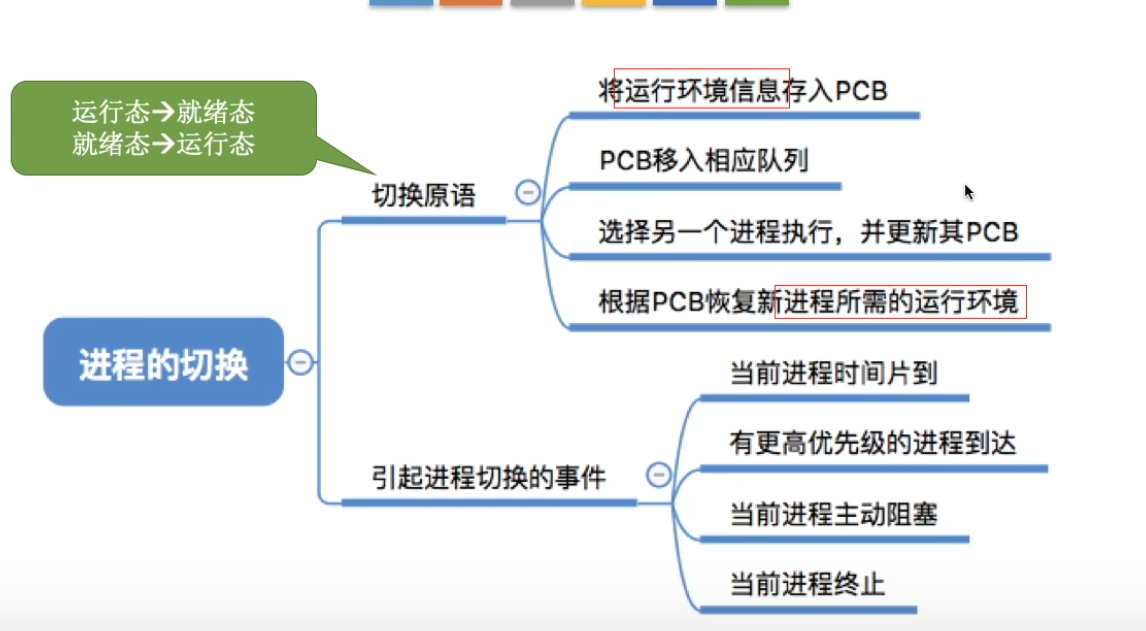 运行态→就绪态
就绪态→运行态
将运行环境信息存入PCB
PCB移入相应队列
切换原语
选择另一个进程执行，并更新其PCB
根据PCB恢复新进程所需的运行环境
进程的切换
当前进程时间片到
有更高优先级的进程到达
引起进程切换的事件
当前进程主动阻塞
当前进程终止